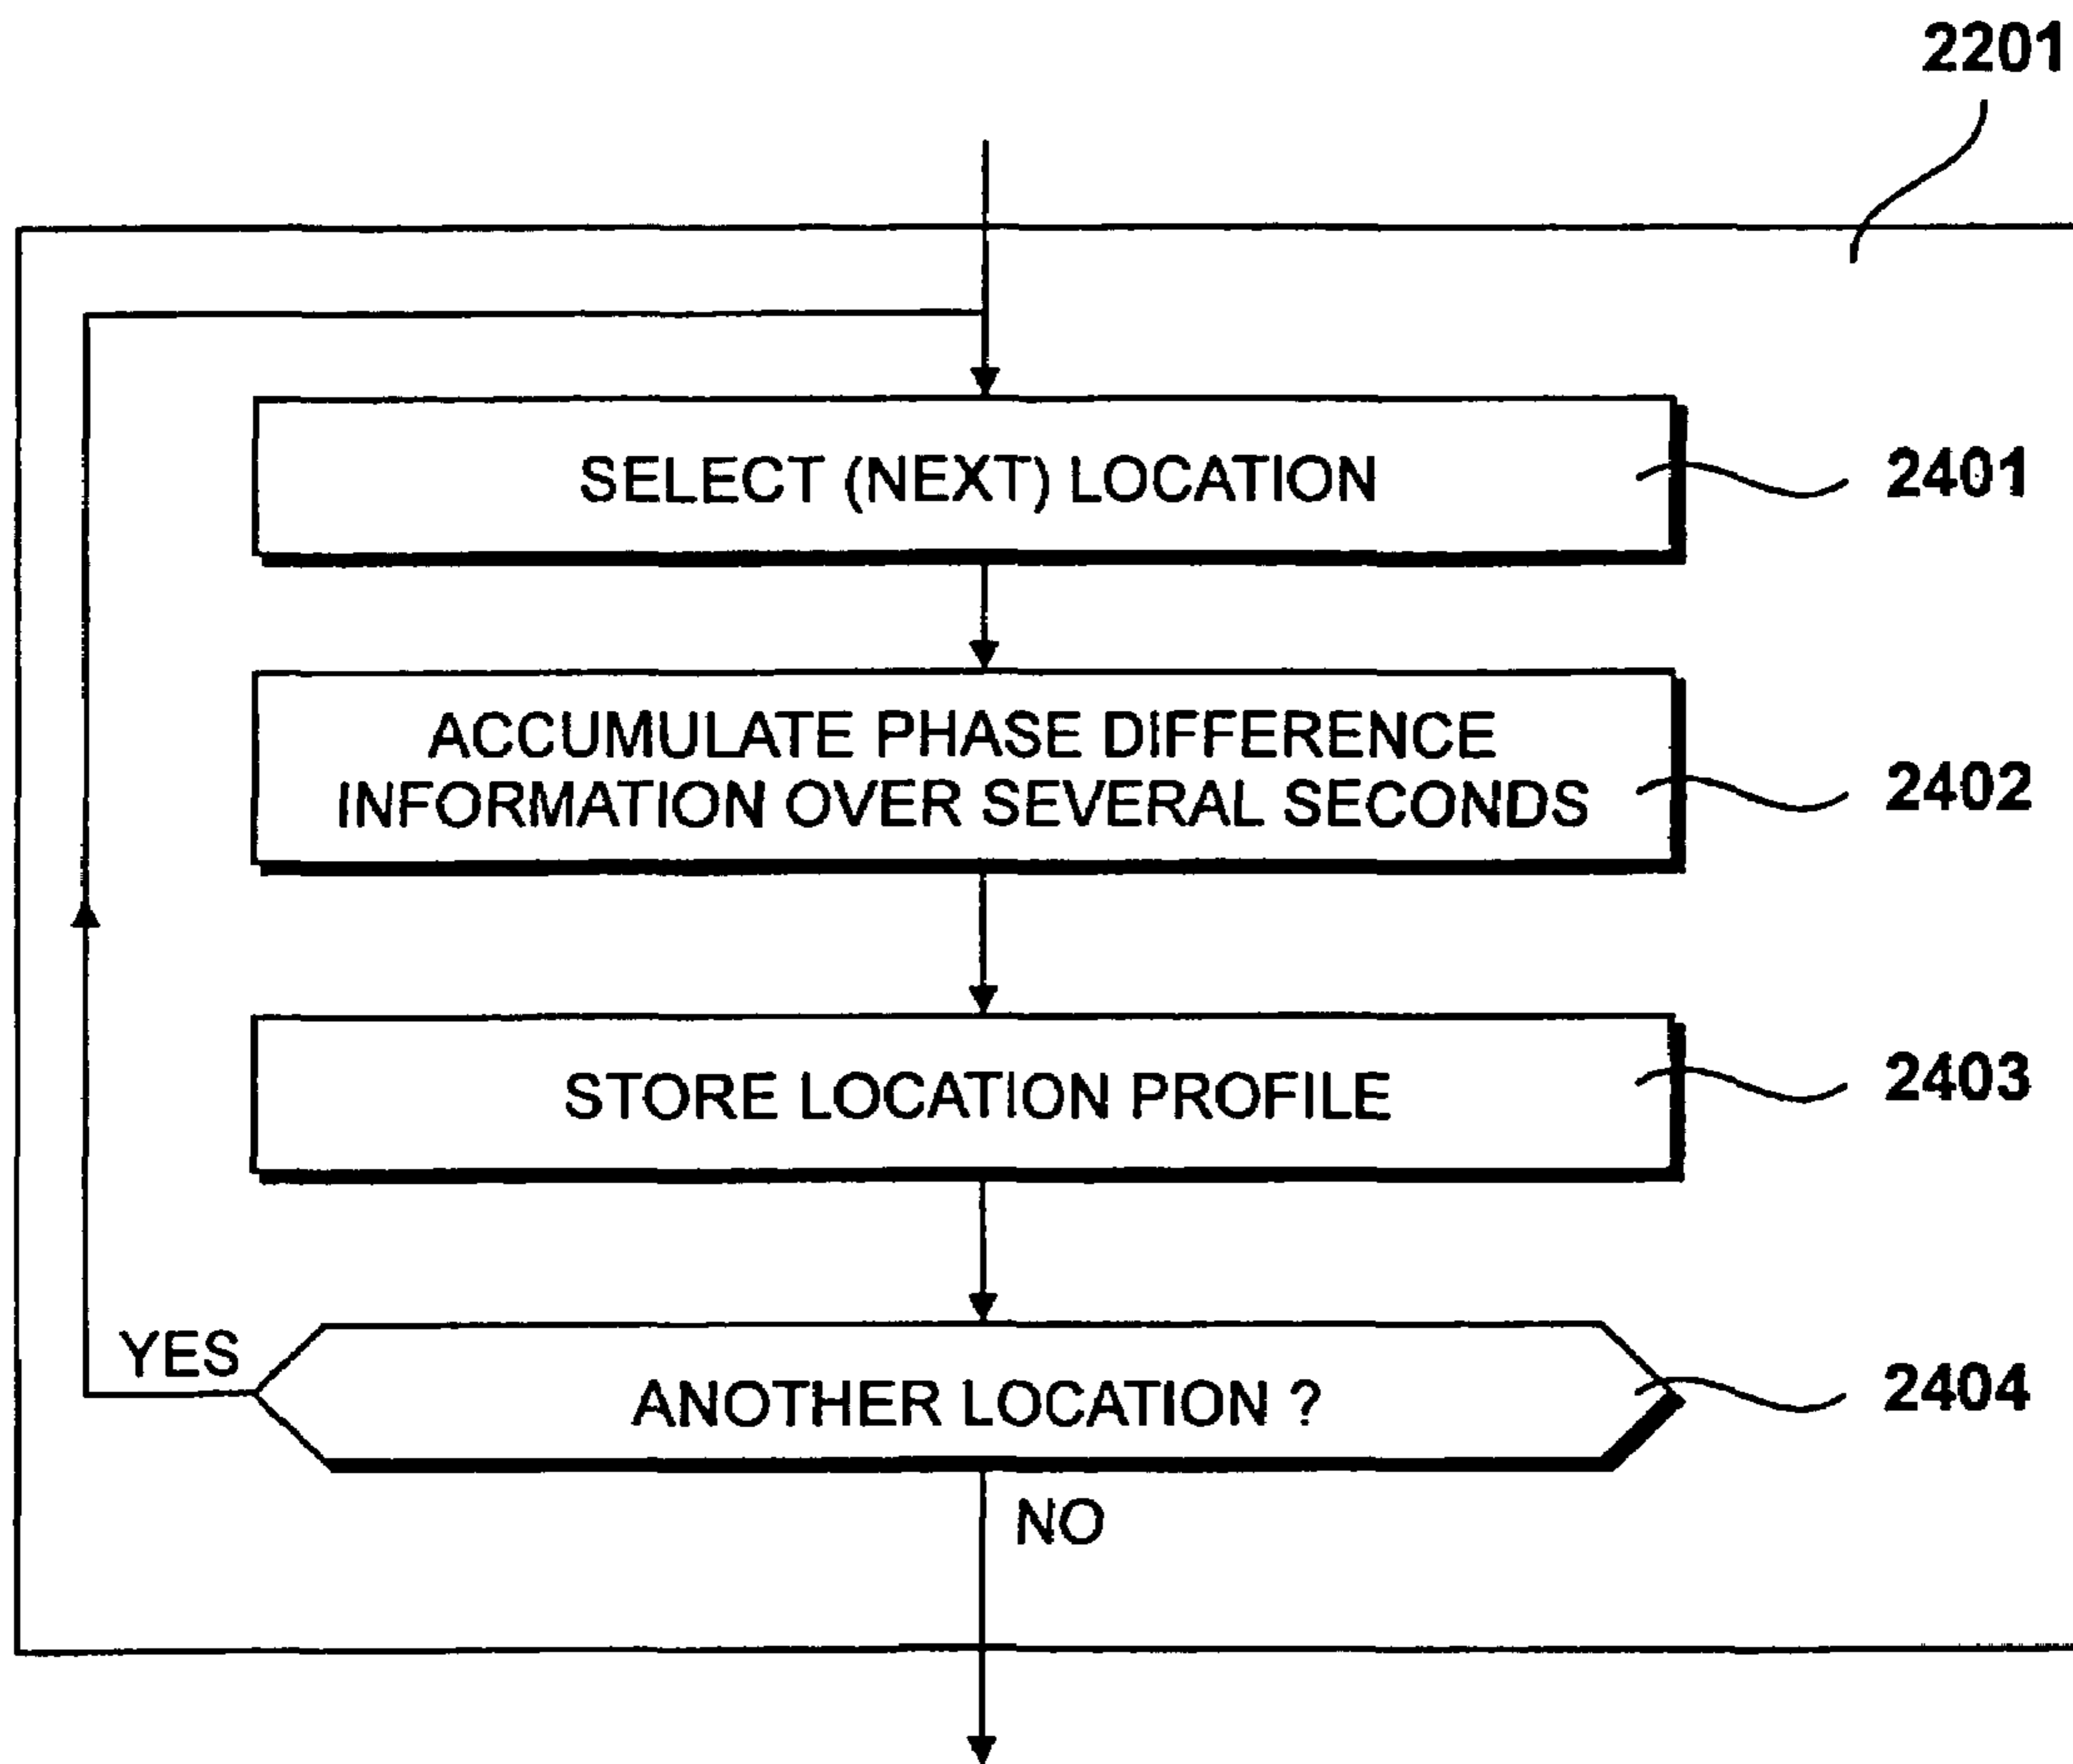 2201
SELECT (NEXT) LOCATION
2401
ACCUMULATE PHASE DIFFERENCE
INFORMATION OVER SEVERAL SECONDS
2402
STORE LOCATION PROFILE
2403
YES
ANOTHER LOCATION ?
2404
NO